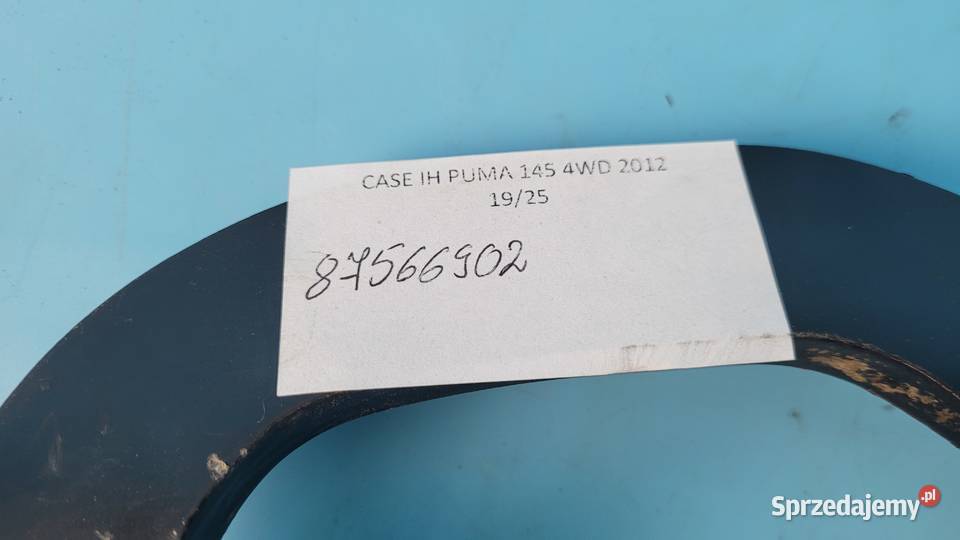 CASE IH PUMA 145 4WD 2012
19/25
87566902
Sprzedajemy.pl